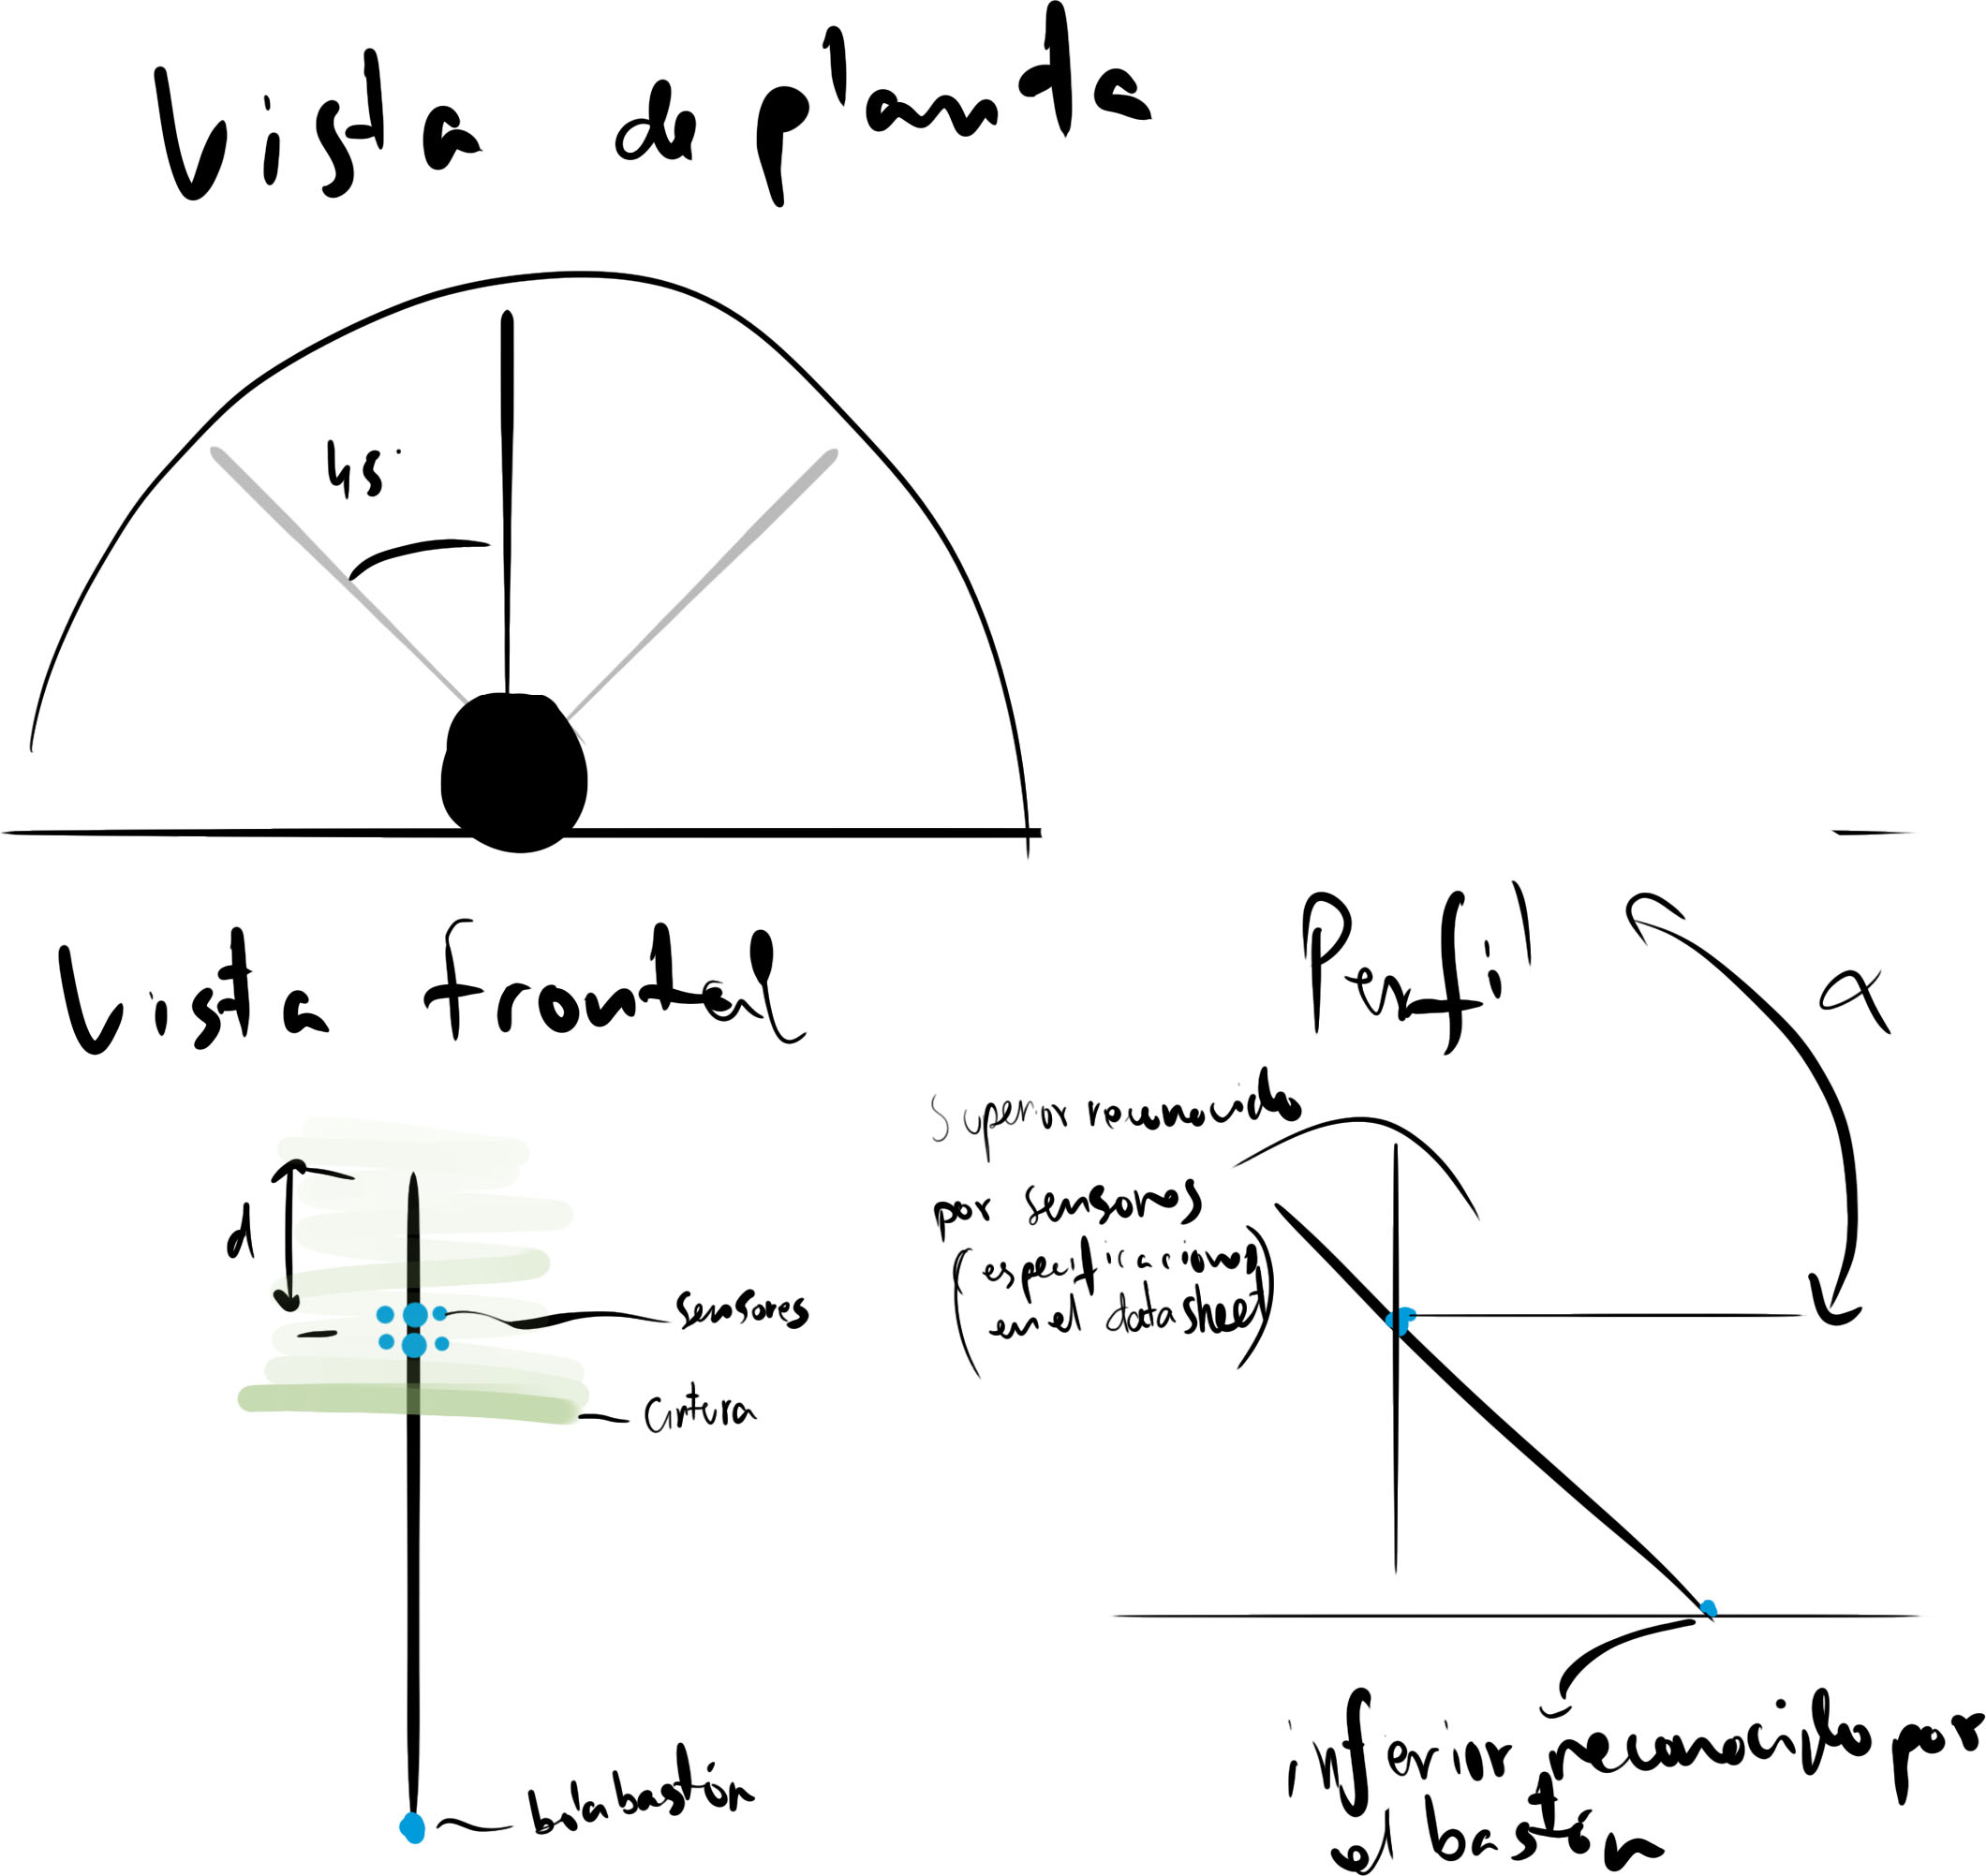 Vista de planta
45°
Vista frontal
Perfil
α
Superior reconocido
por sensores
(especificaciones
en el datasheet)
d
sensores
Cintura
bastón
inferior reconocido por
el bastón